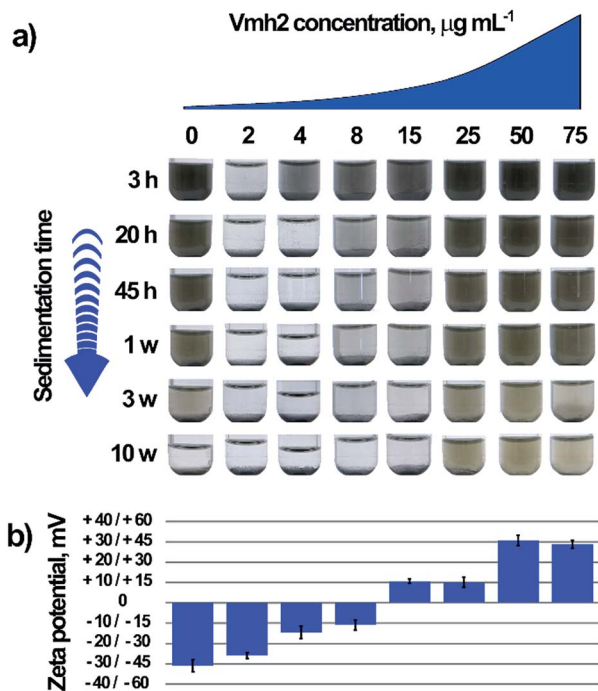 a)
Vmh2 concentration, μg mL⁻¹
0 2 4 8 15 25 50 75
Sedimentation time
3 h
20 h
45 h
1 w
3 w
10 w
b)
Zeta potential, mV
+ 40 / + 60
+ 30 / + 45
+ 20 / + 30
+ 10 / + 15
0
- 10 / - 15
- 20 / - 30
- 30 / - 45
- 40 / - 60